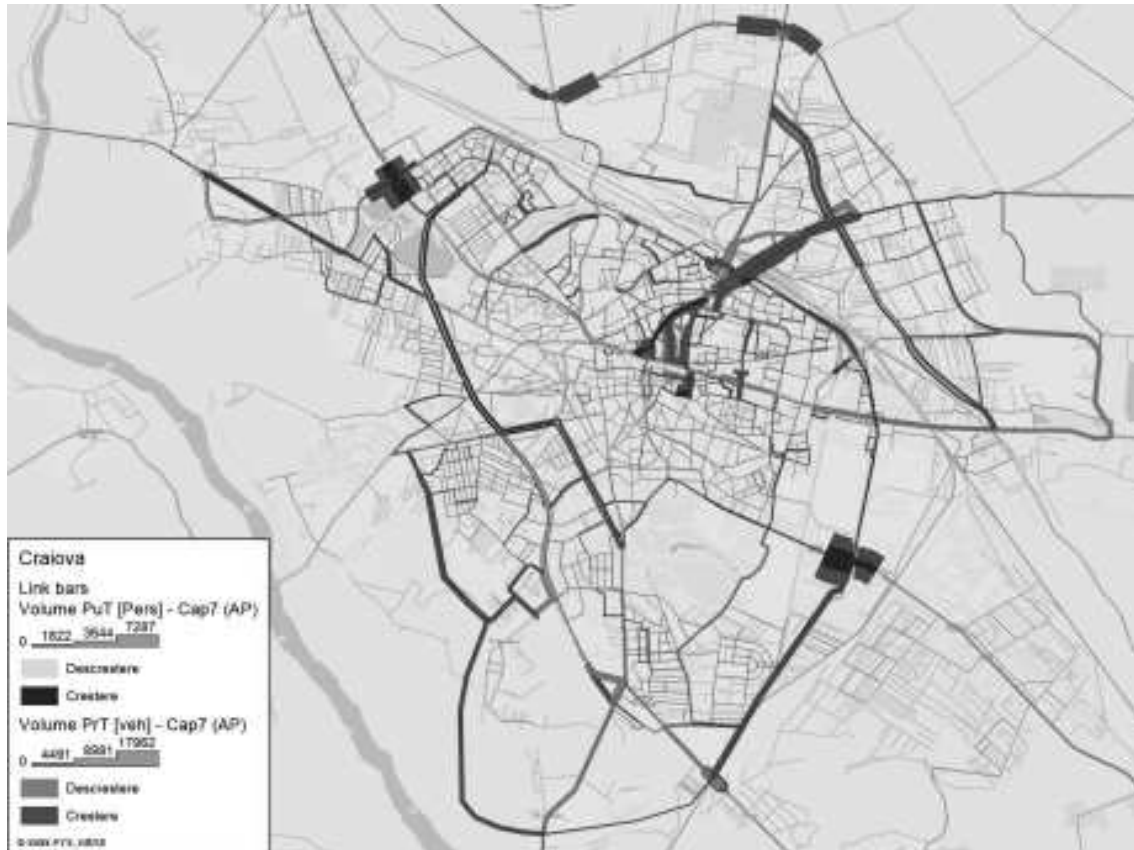 Craiova
Link bars
Volume PuT [Pers] - Cap7 (AP)
0 1822 3644 7287
Descrestere
Crestere
Volume PrT [veh] - Cap7 (AP)
0 4491 8981 17962
Descrestere
Crestere